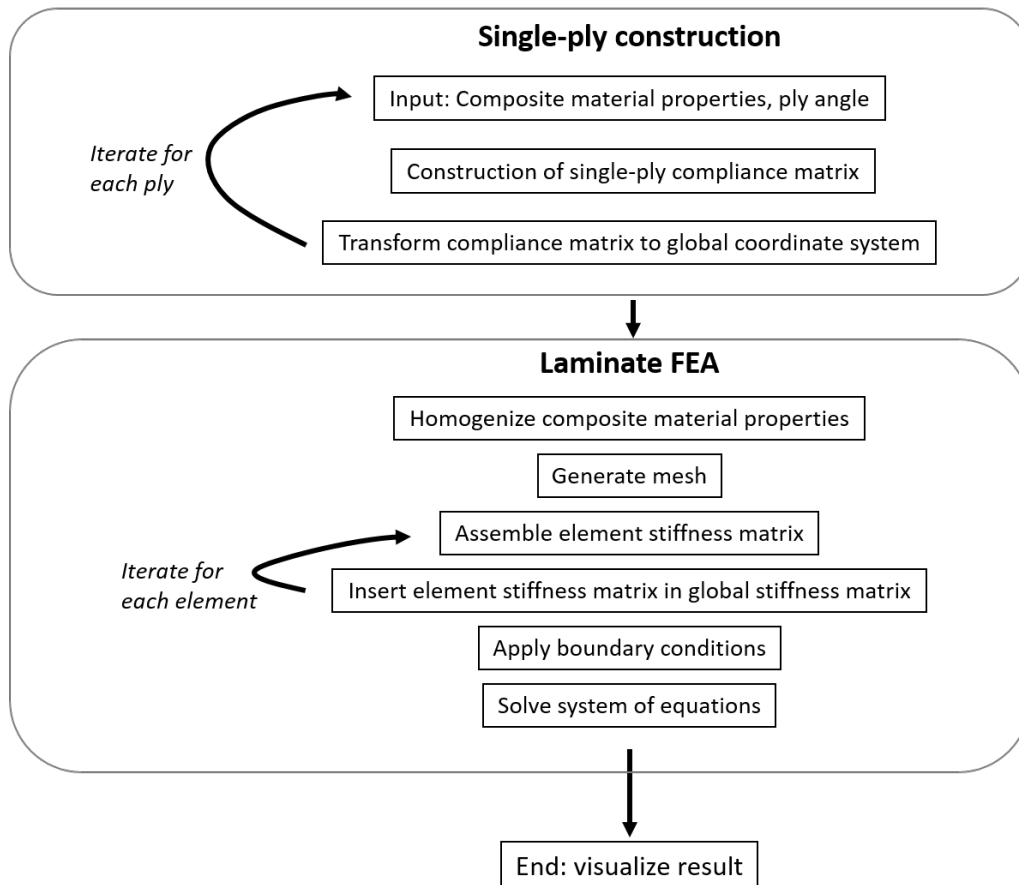 Single-ply construction
Input: Composite material properties, ply angle
Iterate for
each ply
Construction of single-ply compliance matrix
Transform compliance matrix to global coordinate system
Laminate FEA
Homogenize composite material properties
Generate mesh
Assemble element stiffness matrix
Iterate for
each element
Insert element stiffness matrix in global stiffness matrix
Apply boundary conditions
Solve system of equations
End: visualize result